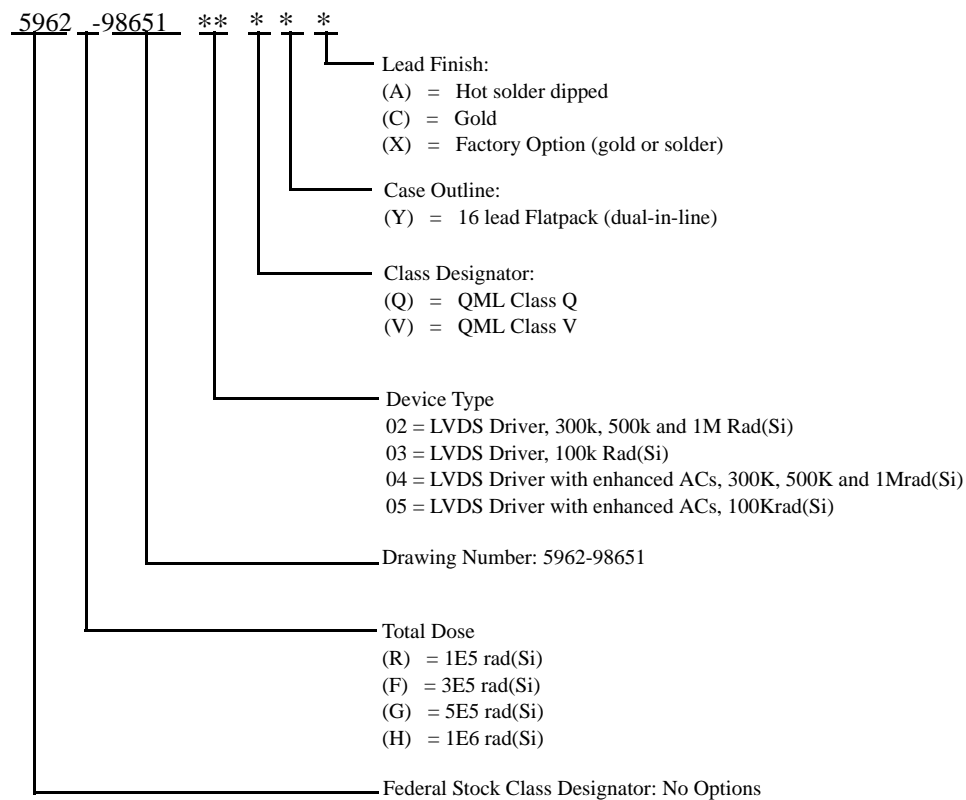 5962 _-98651 ** * * *
Lead Finish:
(A) = Hot solder dipped
(C) = Gold
(X) = Factory Option (gold or solder)
Case Outline:
(Y) = 16 lead Flatpack (dual-in-line)
Class Designator:
(Q) = QML Class Q
(V) = QML Class V
Device Type
02 = LVDS Driver, 300k, 500k and 1M Rad(Si)
03 = LVDS Driver, 100k Rad(Si)
04 = LVDS Driver with enhanced ACs, 300K, 500K and 1Mrad(Si)
05 = LVDS Driver with enhanced ACs, 100Krad(Si)
Drawing Number: 5962-98651
Total Dose
(R) = 1E5 rad(Si)
(F) = 3E5 rad(Si)
(G) = 5E5 rad(Si)
(H) = 1E6 rad(Si)
Federal Stock Class Designator: No Options